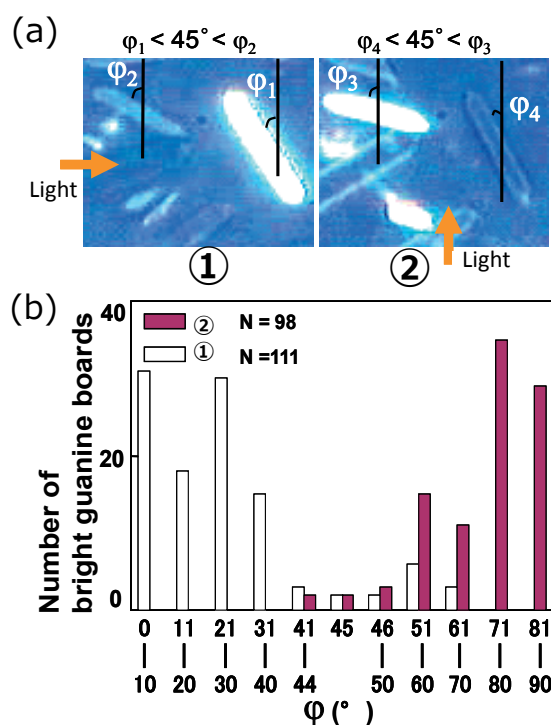 (a)
φ1 < 45° < φ2
φ4 < 45° < φ3
φ2
φ1
φ3
φ4
Light
Light
①
②
(b)
② N = 98
① N =111
Number of
bright guanine boards
40
20
0
0 11 21 31 41 45 46 51 61 71 81
10 20 30 40 44 50 60 70 80 90
φ (°)